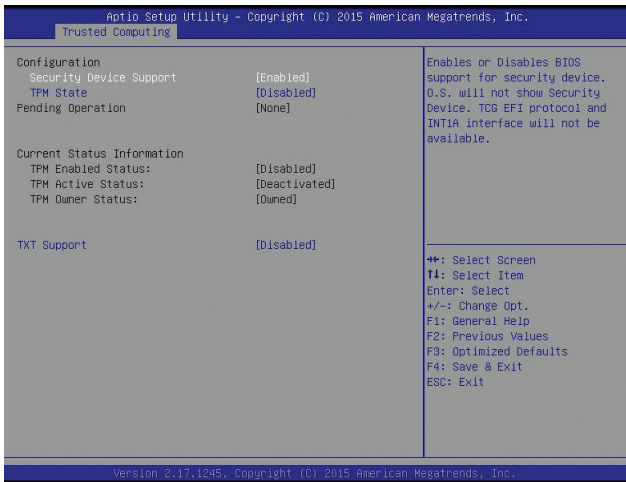 Aptio Setup Utility – Copyright (C) 2015 American Megatrends, Inc.
Trusted Computing
Configuration
Security Device Support [Enabled]
TPM State [Disabled]
Pending Operation [None]
Current Status Information
TPM Enabled Status: [Disabled]
TPM Active Status: [Deactivated]
TPM Owner Status: [Owned]
TXT Support [Disabled]
Enables or Disables BIOS
support for security device.
O.S. will not show Security
Device. TCG EFI protocol and
INT1A interface will not be
available.
→←: Select Screen
↑↓: Select Item
Enter: Select
+/-: Change Opt.
F1: General Help
F2: Previous Values
F3: Optimized Defaults
F4: Save & Exit
ESC: Exit
Version 2.17.1245. Copyright (C) 2015 American Megatrends, Inc.